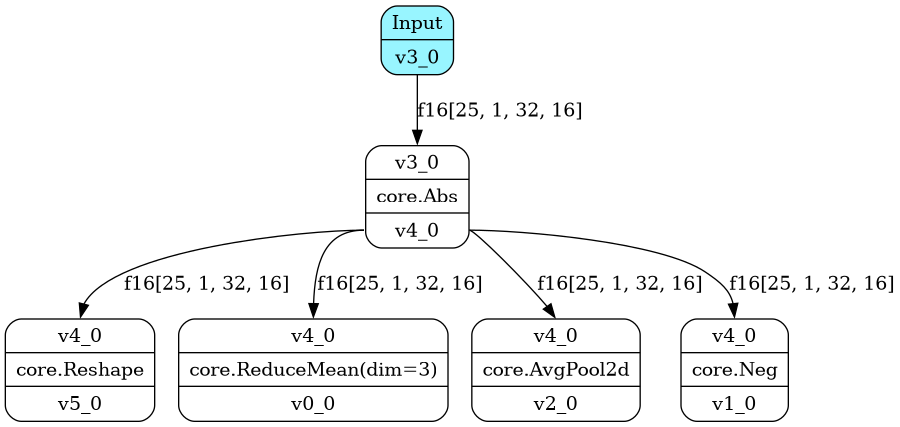 Input
v3_0
f16[25, 1, 32, 16]
v3_0
core.Abs
v4_0
f16[25, 1, 32, 16]
f16[25, 1, 32, 16]
f16[25, 1, 32, 16]
f16[25, 1, 32, 16]
v4_0
core.Reshape
v5_0
v4_0
core.ReduceMean(dim=3)
v0_0
v4_0
core.AvgPool2d
v2_0
v4_0
core.Neg
v1_0